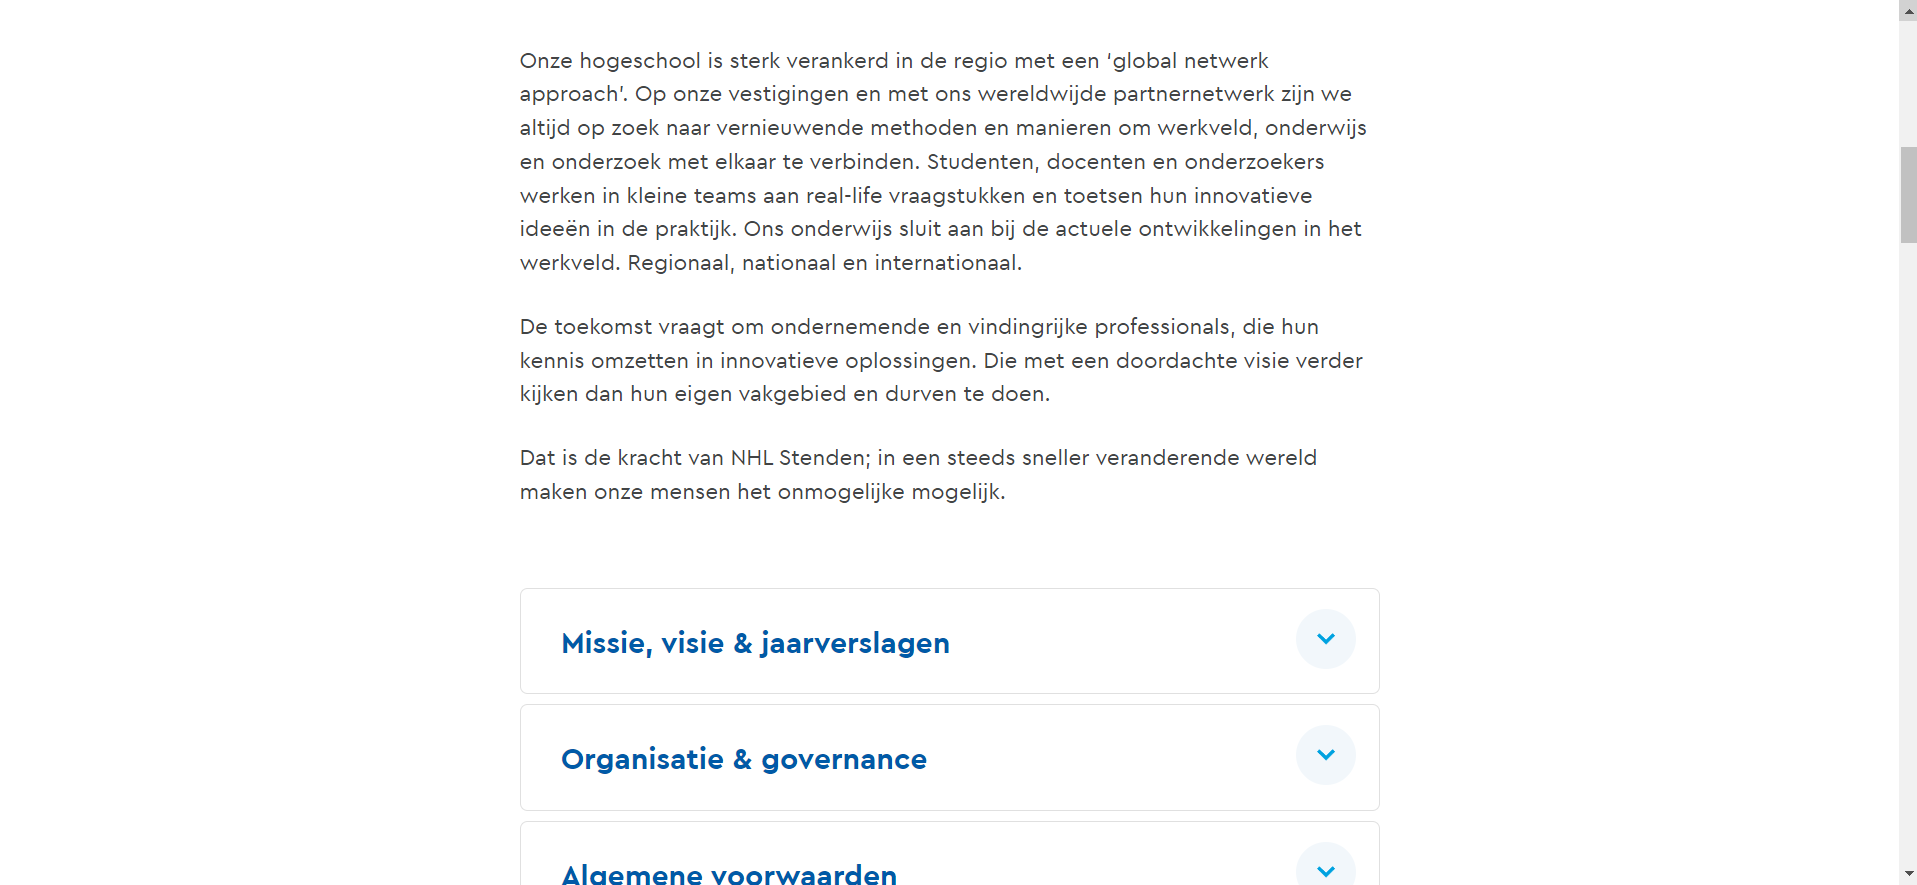 Onze hogeschool is sterk verankerd in de regio met een ‘global netwerk
approach’. Op onze vestigingen en met ons wereldwijde partnernetwerk zijn we
altijd op zoek naar vernieuwende methoden en manieren om werkveld, onderwijs
en onderzoek met elkaar te verbinden. Studenten, docenten en onderzoekers
werken in kleine teams aan real-life vraagstukken en toetsen hun innovatieve
ideeën in de praktijk. Ons onderwijs sluit aan bij de actuele ontwikkelingen in het
werkveld. Regionaal, nationaal en internationaal.
De toekomst vraagt om ondernemende en vindingrijke professionals, die hun
kennis omzetten in innovatieve oplossingen. Die met een doordachte visie verder
kijken dan hun eigen vakgebied en durven te doen.
Dat is de kracht van NHL Stenden; in een steeds sneller veranderende wereld
maken onze mensen het onmogelijke mogelijk.
Missie, visie & jaarverslagen
Organisatie & governance
Algemene voorwaarden